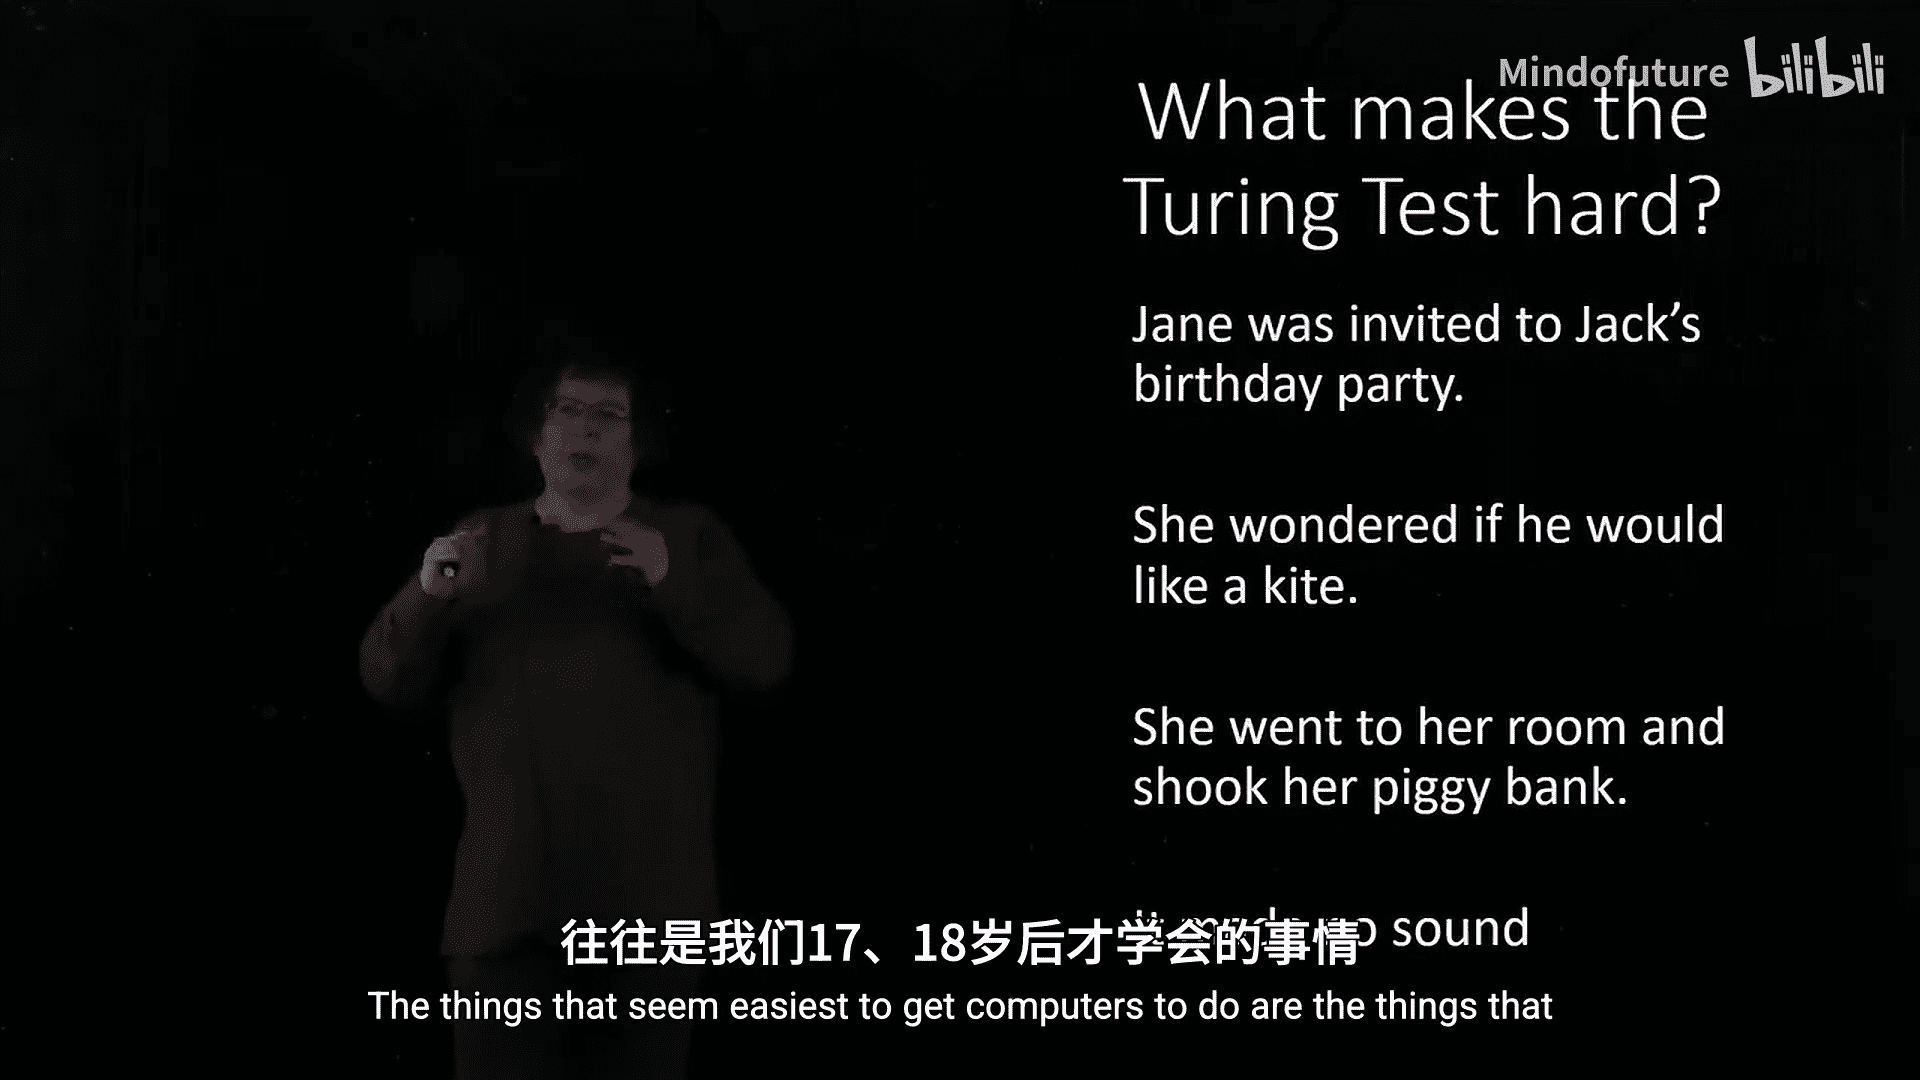 Mindofuture bilibili
What makes the
Turing Test hard?
Jane was invited to Jack’s
birthday party.
She wondered if he would
like a kite.
She went to her room and
shook her piggy bank.
sound
往往是我们17、18岁后才学会的事情
The things that seem easiest to get computers to do are the things that